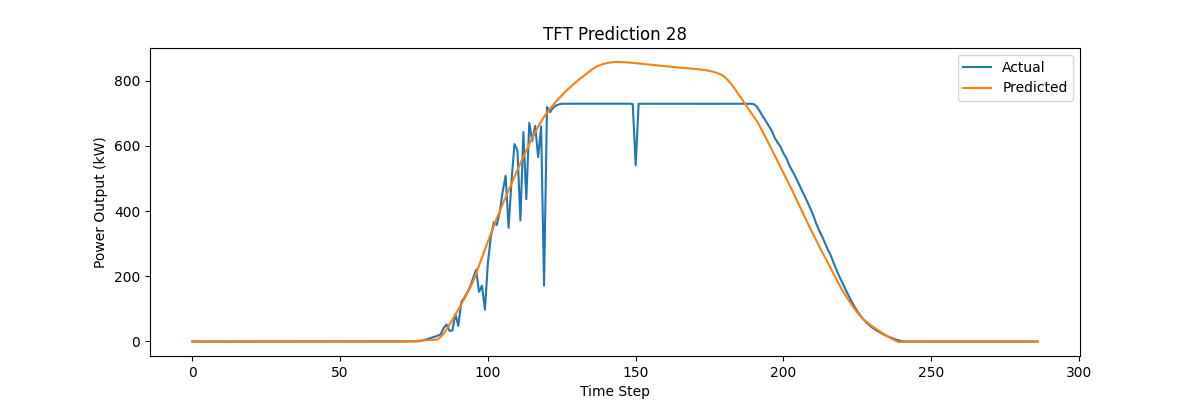 TFT Prediction 28
Actual
Predicted
Power Output (kW)
800
600
400
200
0
0 50 100 150 200 250 300
Time Step